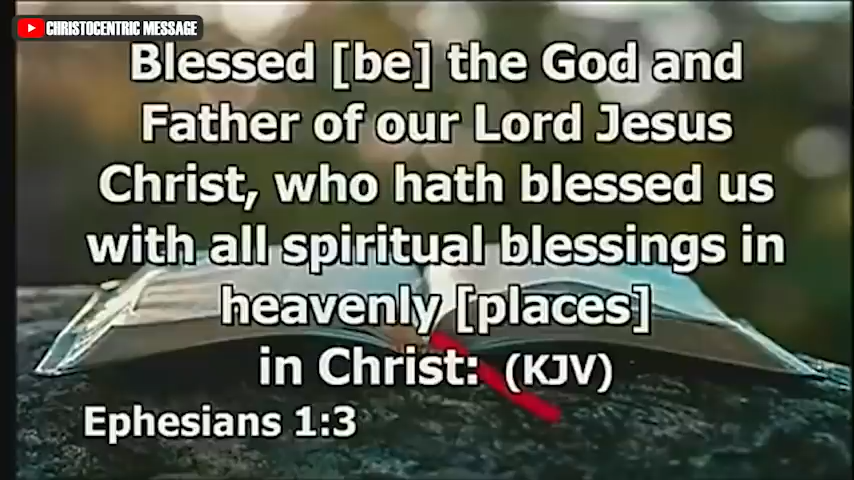 CHRISTOCENTRIC MESSAGE
Blessed [be] the God and
Father of our Lord Jesus
Christ, who hath blessed us
with all spiritual blessings in
heavenly [places]
in Christ: (KJV)
Ephesians 1:3